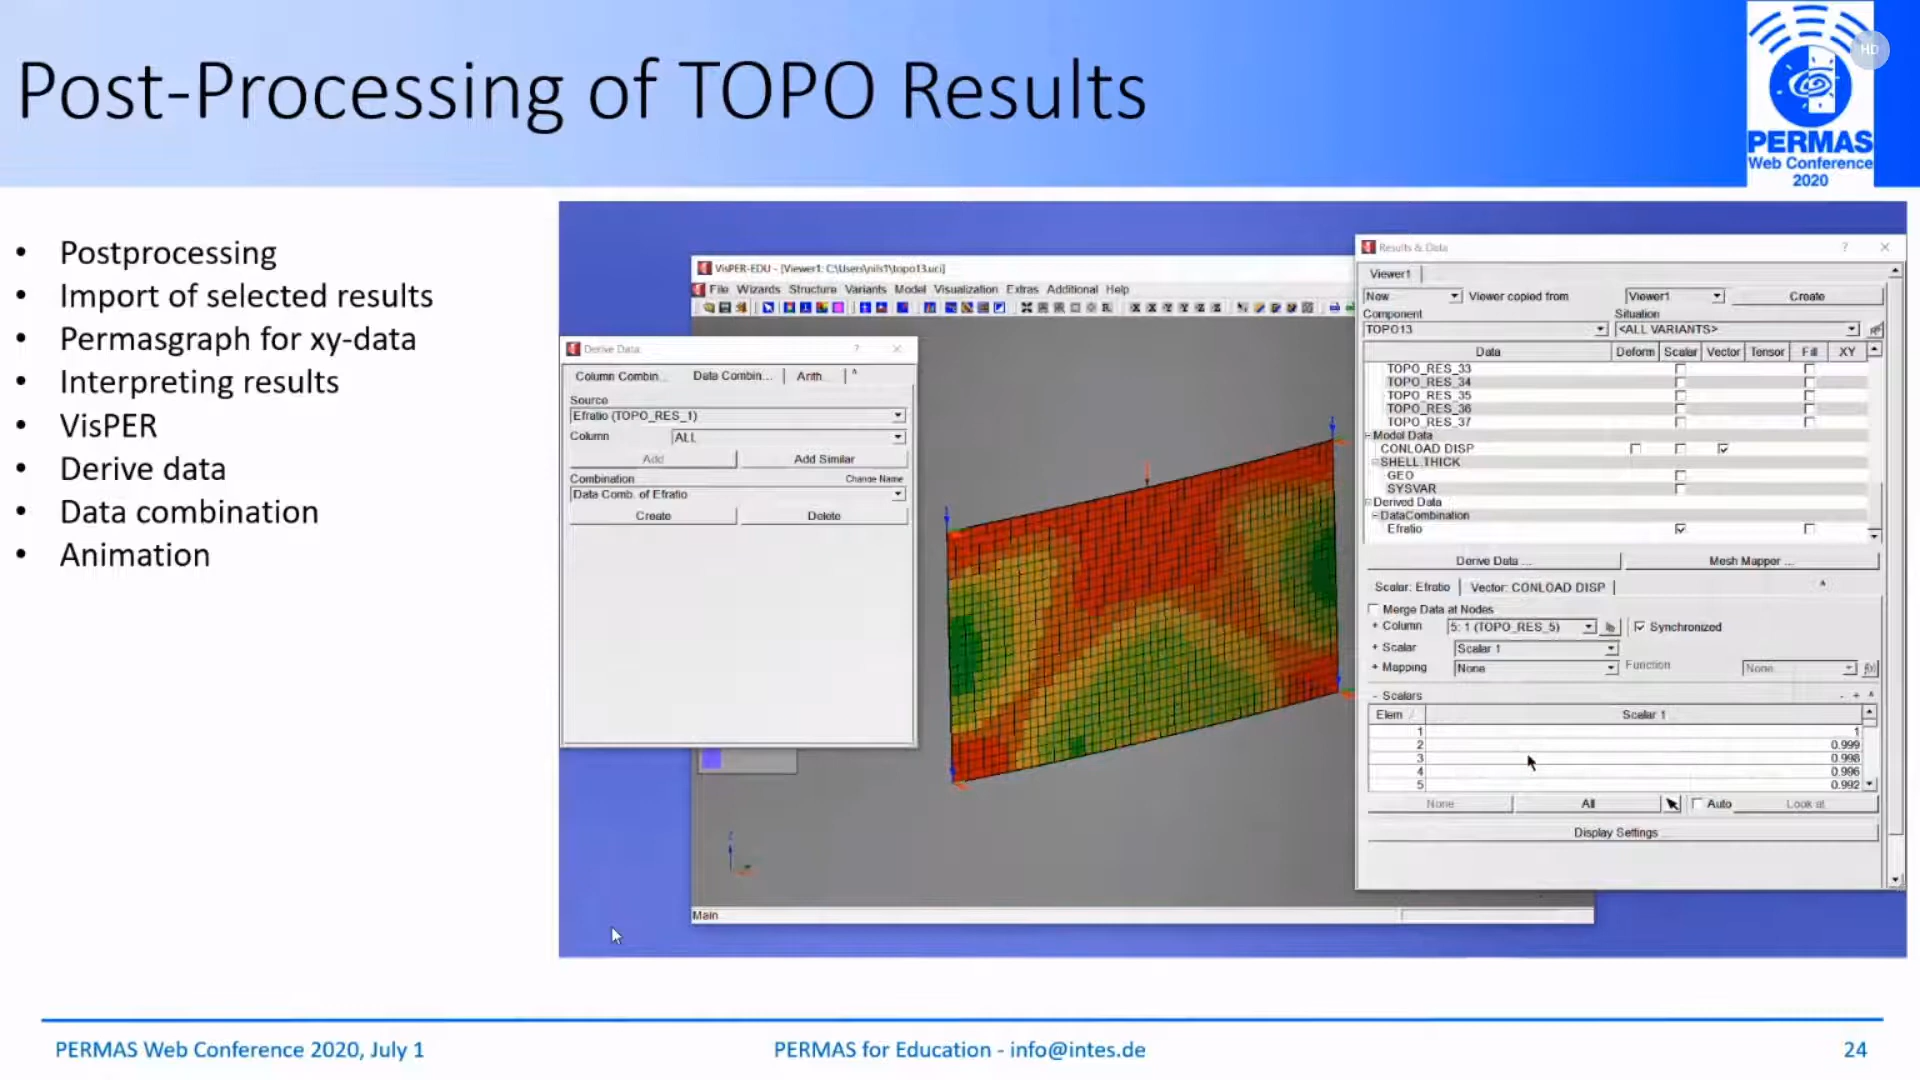 Post-Processing of TOPO Results
HD
PERMAS
Web Conference
2020
• Postprocessing
• Import of selected results
• Permasgraph for xy-data
• Interpreting results
• VisPER
• Derive data
• Data combination
• Animation
VisPER-EDU - [Viewer1: C:\Users\nils1\topo13.uci]
File Wizards Structure Variants Model Visualization Extras Additional Help
Derive Data
Column Combin... Data Combin... Arith...
Source
Efratio (TOPO_RES_1)
Column ALL
Add Add Similar
Combination Change Name
Data Comb. of Efratio
Create Delete
Main
Results & Data
Viewer1
New Viewer copied from Viewer1 Create
Component Situation
TOPO13 <ALL VARIANTS>
Data Deform Scalar Vector Tensor Fill XY
TOPO_RES_33
TOPO_RES_34
TOPO_RES_35
TOPO_RES_36
TOPO_RES_37
Model Data
CONLOAD DISP
SHELL THICK
GEO
SYSVAR
Derived Data
DataCombination
Efratio
Derive Data ... Mesh Mapper ...
Scalar: Efratio Vector: CONLOAD DISP
Merge Data at Nodes
+ Column 5: 1 (TOPO_RES_5) Synchronized
+ Scalar Scalar 1
+ Mapping None Function None
- Scalars
Elem Scalar 1
1 1
2 0.999
3 0.998
4 0.996
5 0.992
None All Auto Look at
Display Settings
PERMAS Web Conference 2020, July 1
PERMAS for Education - info@intes.de
24